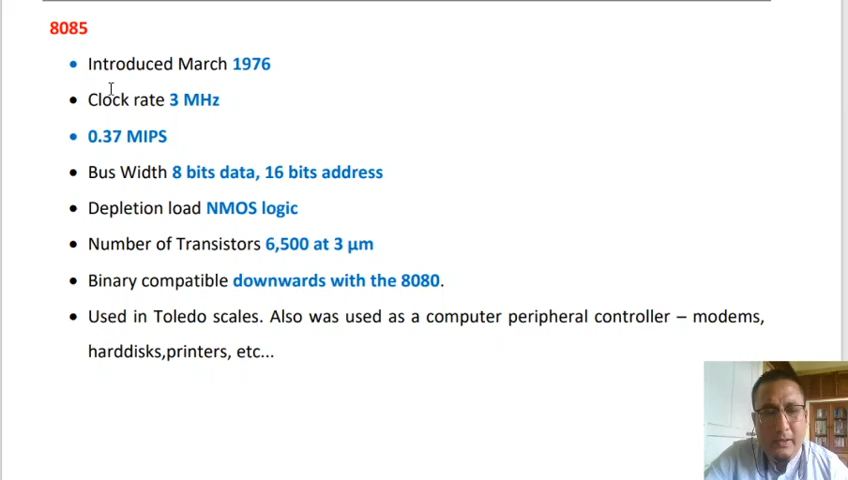 8085
• Introduced March 1976
• Clock rate 3 MHz
• 0.37 MIPS
• Bus Width 8 bits data, 16 bits address
• Depletion load NMOS logic
• Number of Transistors 6,500 at 3 μm
• Binary compatible downwards with the 8080.
• Used in Toledo scales. Also was used as a computer peripheral controller – modems,
harddisks,printers, etc...